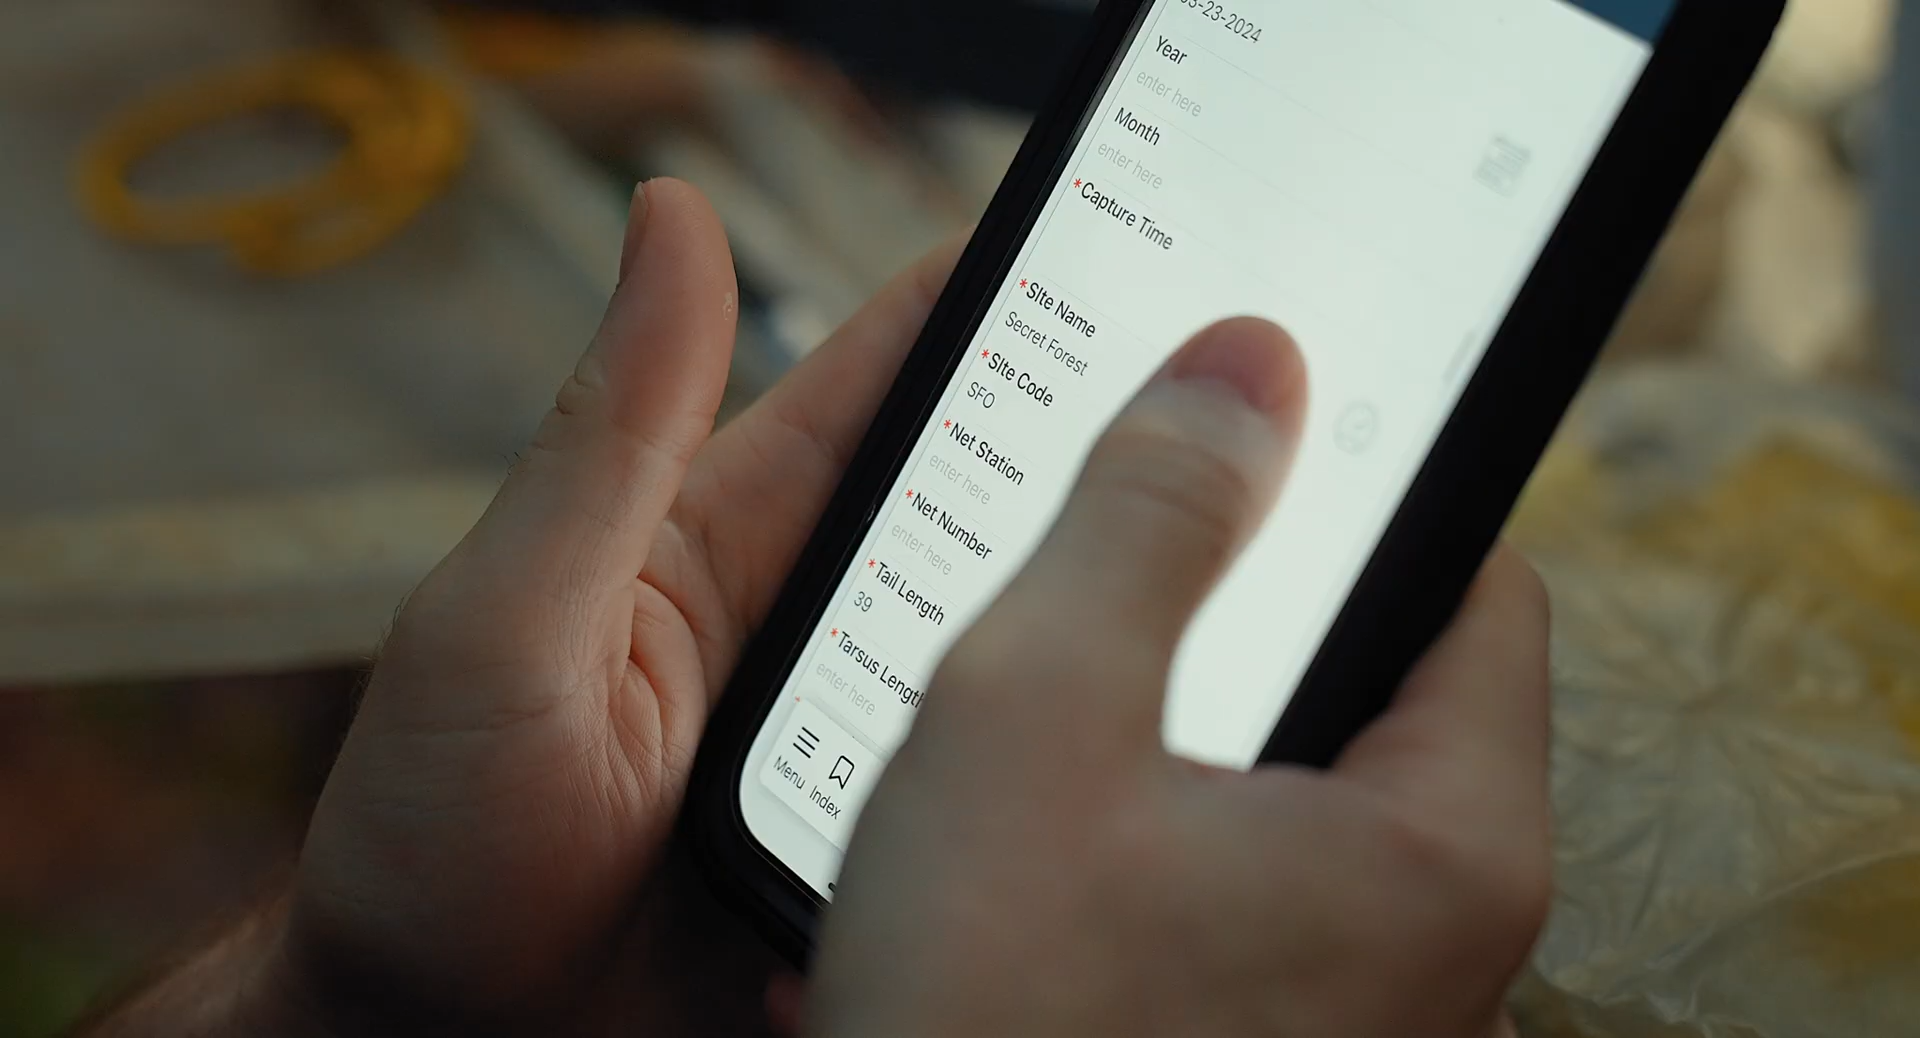 -23-2024
Year
enter here
Month
enter here
*Capture Time
*SIte Name
Secret Forest
*SIte Code
SFO
*Net Station
enter here
*Net Number
enter here
*Tail Length
39
*Tarsus Length
enter here
*
Menu Index